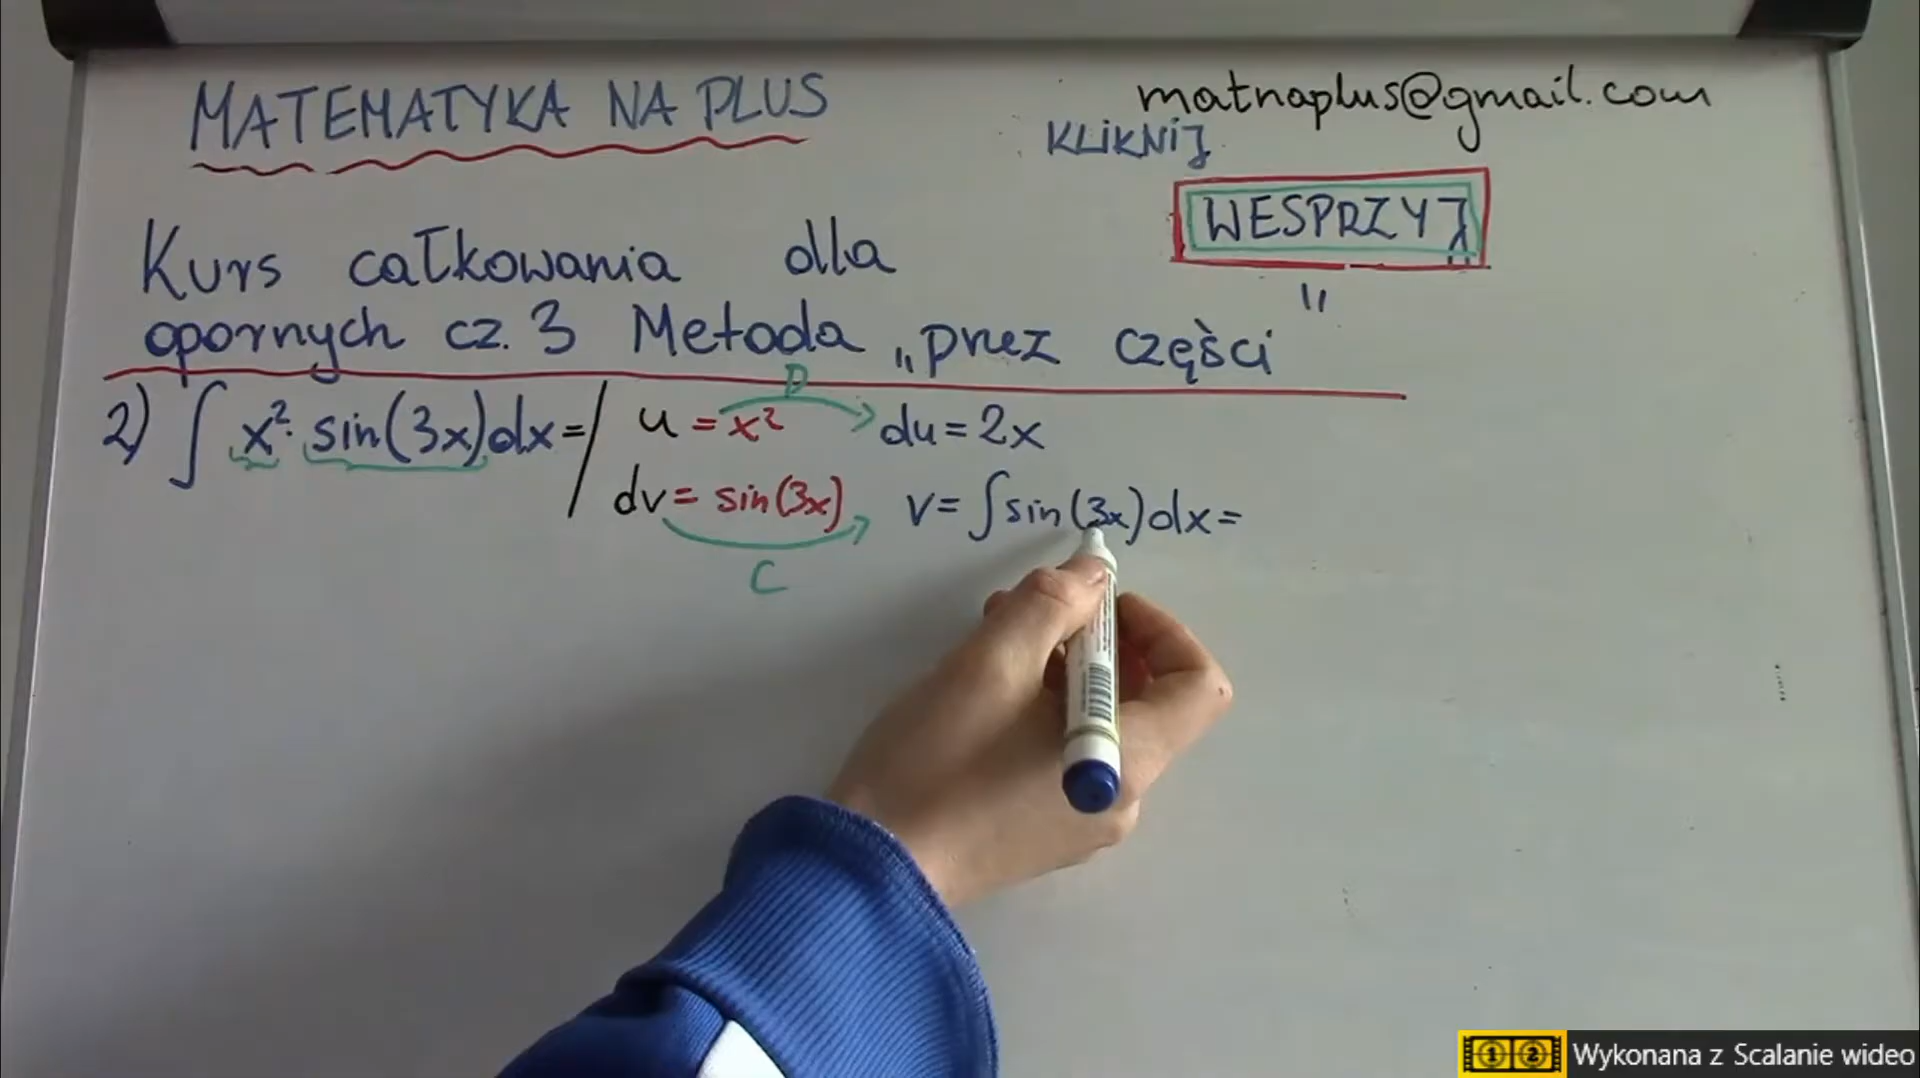 MATEMATYKA NA PLUS
matnaplus@gmail.com
KLIKNIJ
WESPRZYJ
Kurs całkowania dla
opornych cz. 3 Metoda „przez części"
2) ∫ x²· sin(3x)dx = / u = x² du = 2x
D
dv = sin(3x) v = ∫sin(3x)dx =
C
Wykonana z Scalanie wideo